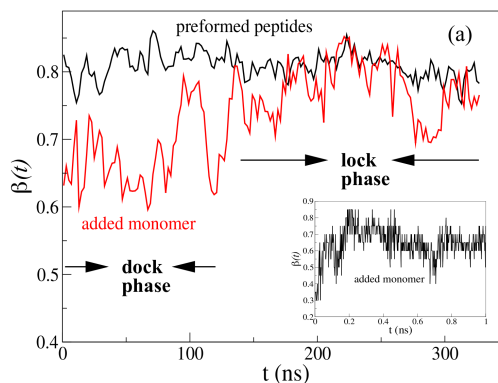 preformed peptides
(a)
0.8
0.7
0.6
0.5
0.4
β(t)
added monomer
lock
phase
dock
phase
0 100 200 300
t (ns)
0.9
0.8
0.7
0.6
0.5
0.4
0.3
0.2
β(t)
added monomer
0 0.2 0.4 0.6 0.8 1
t (ns)